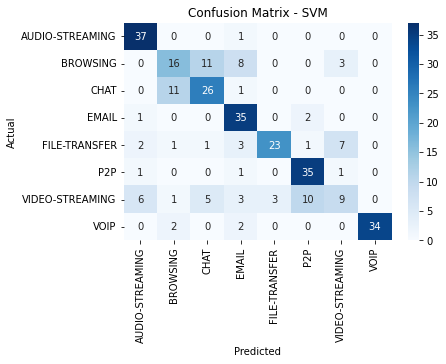 Confusion Matrix - SVM
Actual
AUDIO-STREAMING 37 0 0 1 0 0 0 0
BROWSING 0 16 11 8 0 0 3 0
CHAT 0 11 26 1 0 0 0 0
EMAIL 1 0 0 35 0 2 0 0
FILE-TRANSFER 2 1 1 3 23 1 7 0
P2P 1 0 0 1 0 35 1 0
VIDEO-STREAMING 6 1 5 3 3 10 9 0
VOIP 0 2 0 2 0 0 0 34
AUDIO-STREAMING
BROWSING
CHAT
EMAIL
FILE-TRANSFER
P2P
VIDEO-STREAMING
VOIP
Predicted
35
30
25
20
15
10
5
0